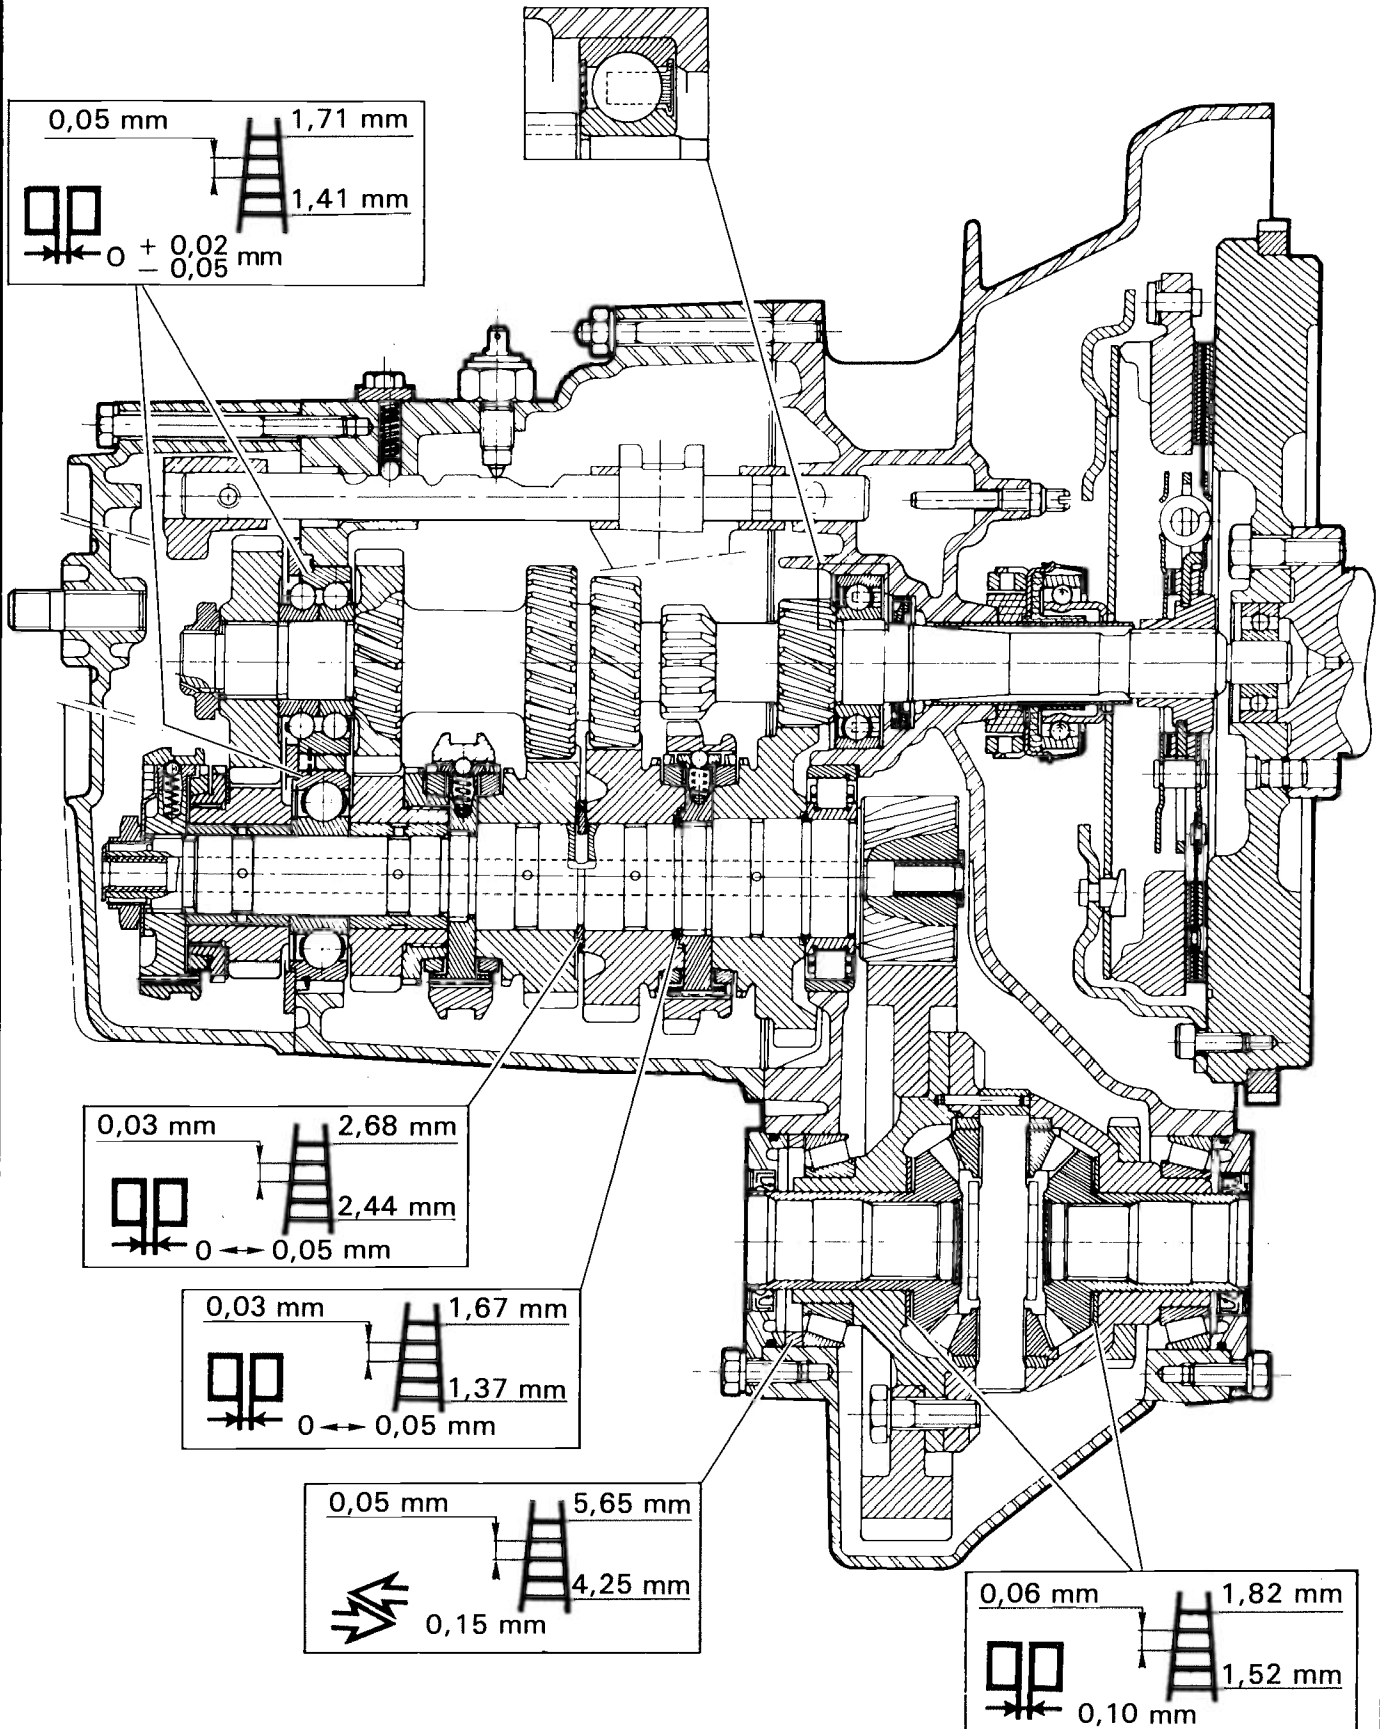 0,05 mm
1,71 mm
1,41 mm
0 + 0,02 mm
− 0,05
0,03 mm
2,68 mm
2,44 mm
0 ↔ 0,05 mm
0,03 mm
1,67 mm
1,37 mm
0 ↔ 0,05 mm
0,05 mm
5,65 mm
4,25 mm
0,15 mm
0,06 mm
1,82 mm
1,52 mm
0,10 mm